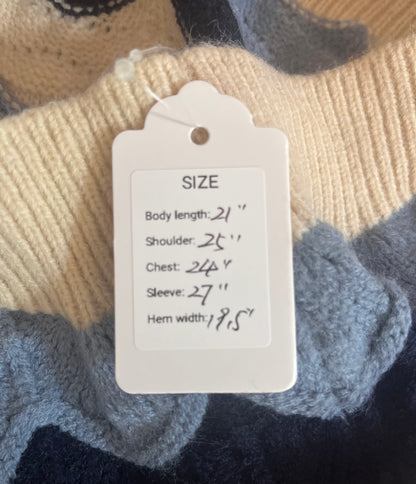 SIZE
Body length: 21"
Shoulder: 25"
Chest: 24"
Sleeve: 27"
Hem width: 19.5"